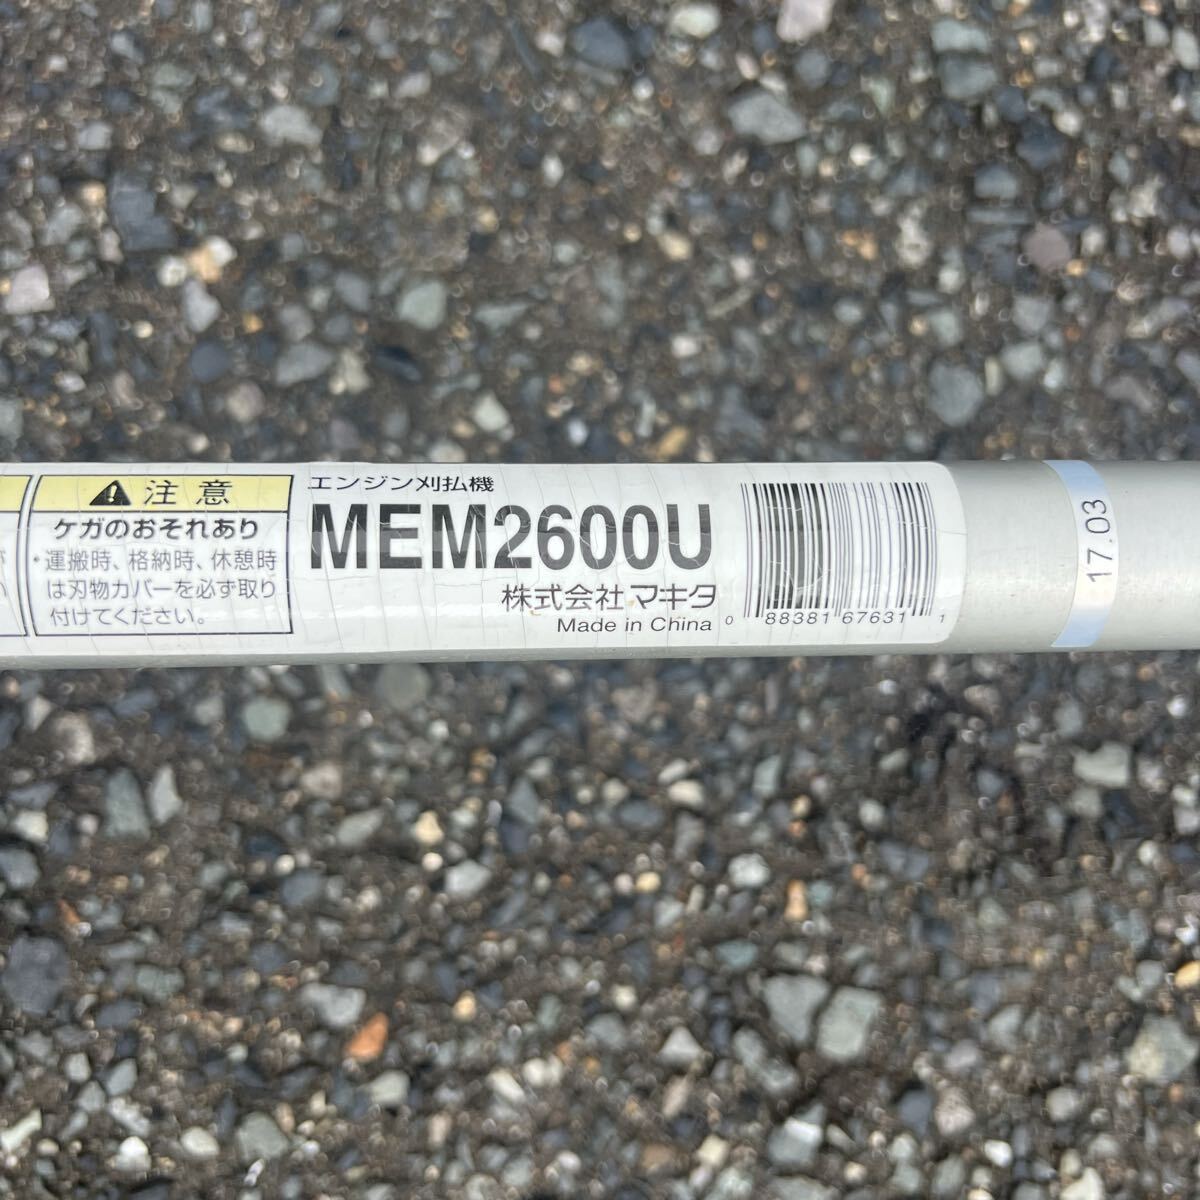 注意
ケガのおそれあり
・運搬時、格納時、休憩時
は刃物カバーを必ず取り
付けてください。
エンジン刈払機
MEM2600U
株式会社マキタ
Made in China
0 88381 67631 1
17.03